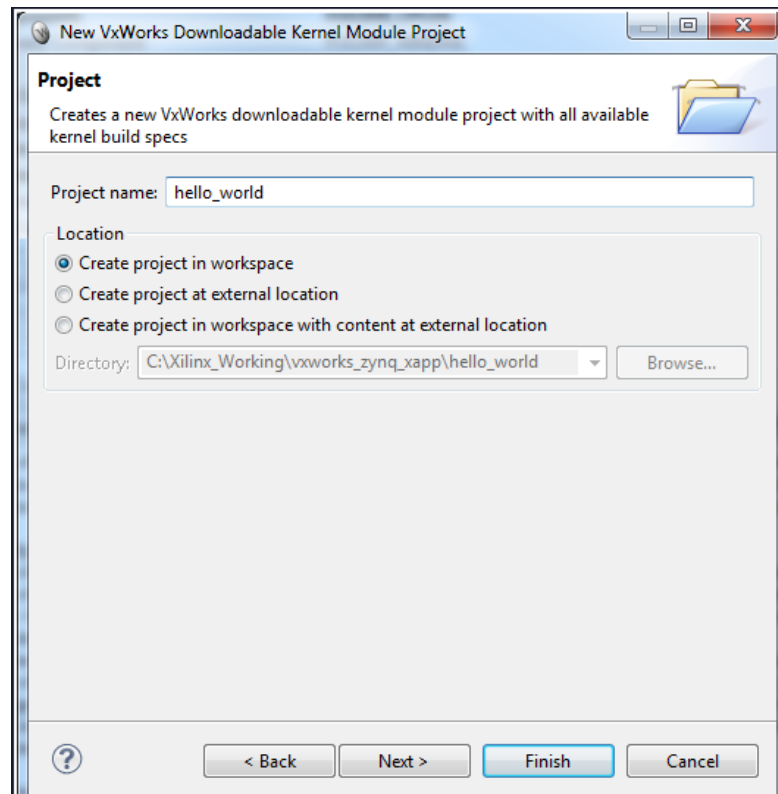 New VxWorks Downloadable Kernel Module Project
Project
Creates a new VxWorks downloadable kernel module project with all available
kernel build specs
Project name: hello_world
Location
Create project in workspace
Create project at external location
Create project in workspace with content at external location
Directory: C:\Xilinx_Working\vxworks_zynq_xapp\hello_world Browse...
? < Back Next > Finish Cancel